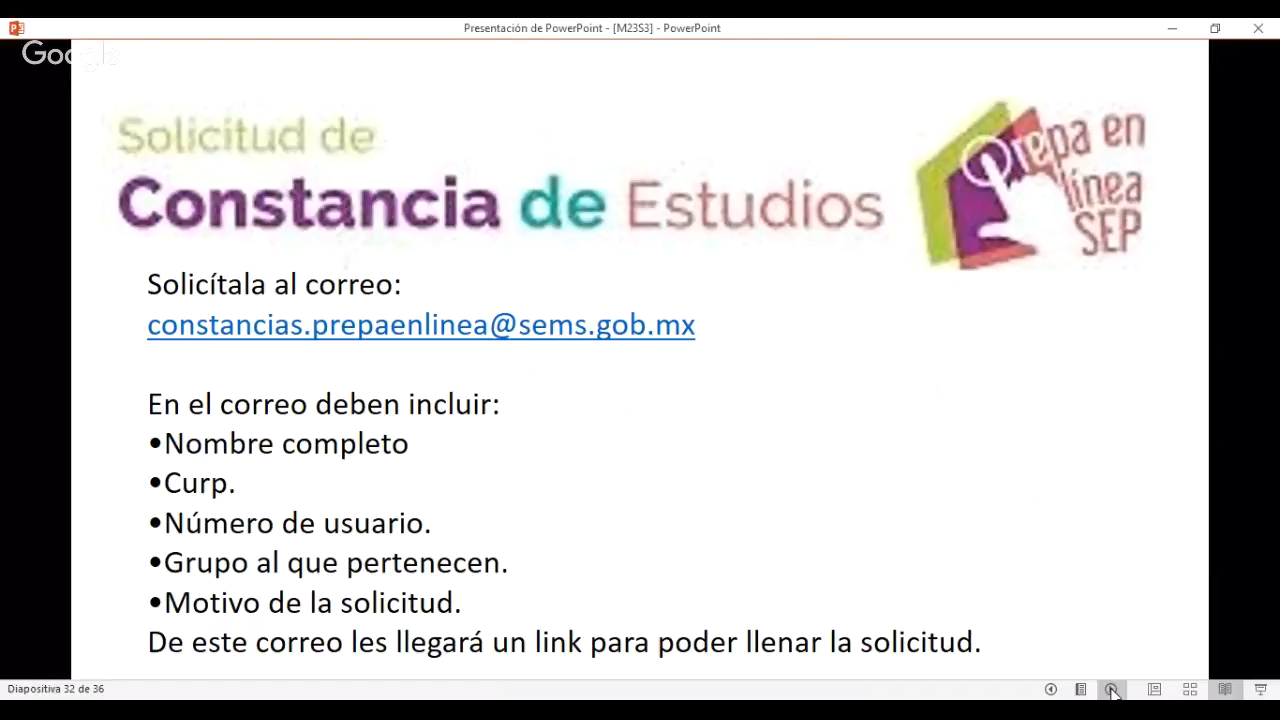 Presentación de PowerPoint - [M23S3] - PowerPoint
Google
Solicitud de
Constancia de Estudios
Prepa en
línea
SEP
Solicítala al correo:
constancias.prepaenlinea@sems.gob.mx
En el correo deben incluir:
•Nombre completo
•Curp.
•Número de usuario.
•Grupo al que pertenecen.
•Motivo de la solicitud.
De este correo les llegará un link para poder llenar la solicitud.
Diapositiva 32 de 36